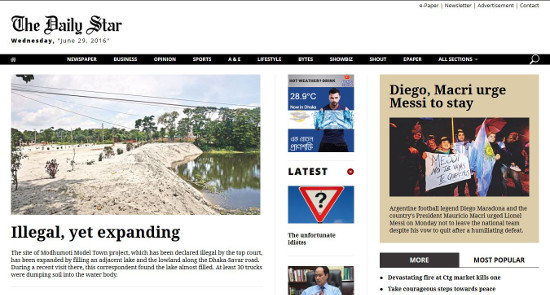 e-Paper | Newsletter | Advertisement | Contact
The Daily Star
Wednesday, "June 29, 2016"
NEWSPAPER BUSINESS OPINION SPORTS A & E LIFESTYLE BYTES SHOWBIZ SHOUT EPAPER ALL SECTIONS
Illegal, yet expanding
The site of Modhumoti Model Town project, which has been declared illegal by the top court,
has been expanded by filling an adjacent lake and the lowland along the Dhaka-Savar road.
During a recent visit there, this correspondent found the lake almost filled. At least 30 trucks
were dumping soil into the water body.
HOT WEATHER? DRINK
28.9°C
Now in Dhaka
LATEST
?
The unfortunate
idiotes
Diego, Macri urge
Messi to stay
MESSI
NO TE VAYAS
Argentine football legend Diego Maradona and the
country's President Mauricio Macri urged Lionel
Messi on Monday not to leave the national team
despite his vow to quit after a humiliating defeat.
MORE MOST POPULAR
Devastating fire at Ctg market kills one
Take courageous steps towards peace